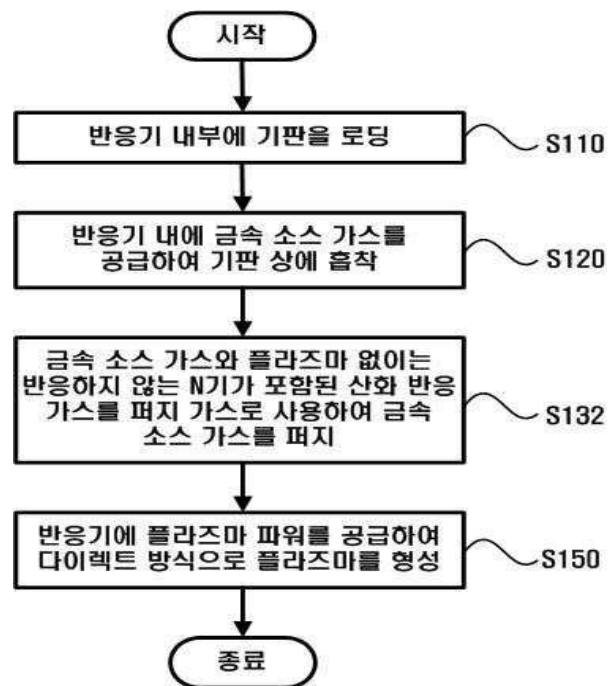 시작
반응기 내부에 기판을 로딩
S110
반응기 내에 금속 소스 가스를
공급하여 기판 상에 흡착
S120
금속 소스 가스와 플라즈마 없이는
반응하지 않는 N기가 포함된 산화 반응
가스를 퍼지 가스로 사용하여 금속
소스 가스를 퍼지
S132
반응기에 플라즈마 파워를 공급하여
다이렉트 방식으로 플라즈마를 형성
S150
종료